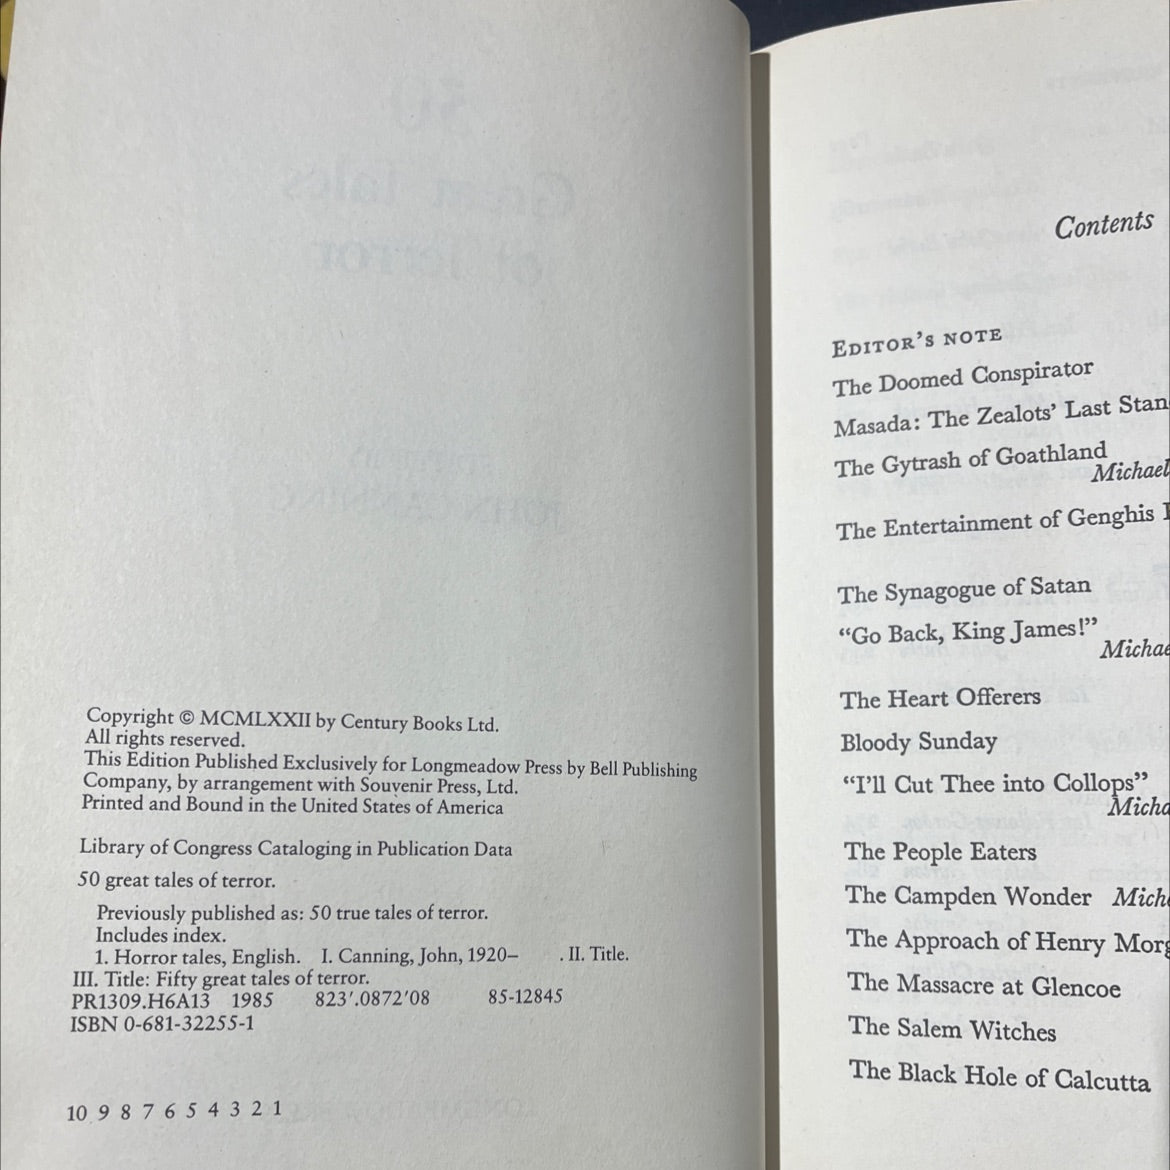 Copyright © MCMLXXII by Century Books Ltd.
All rights reserved.
This Edition Published Exclusively for Longmeadow Press by Bell Publishing
Company, by arrangement with Souvenir Press, Ltd.
Printed and Bound in the United States of America
Library of Congress Cataloging in Publication Data
50 great tales of terror.
Previously published as: 50 true tales of terror.
Includes index.
1. Horror tales, English. I. Canning, John, 1920– . II. Title.
III. Title: Fifty great tales of terror.
PR1309.H6A13 1985 823'.0872'08 85-12845
ISBN 0-681-32255-1
10 9 8 7 6 5 4 3 2 1
Contents
EDITOR'S NOTE
The Doomed Conspirator
Masada: The Zealots' Last Stan
The Gytrash of Goathland
Michael
The Entertainment of Genghis
The Synagogue of Satan
“Go Back, King James!”
Michae
The Heart Offerers
Bloody Sunday
“I'll Cut Thee into Collops”
Micha
The People Eaters
The Campden Wonder Mich
The Approach of Henry Morg
The Massacre at Glencoe
The Salem Witches
The Black Hole of Calcutta